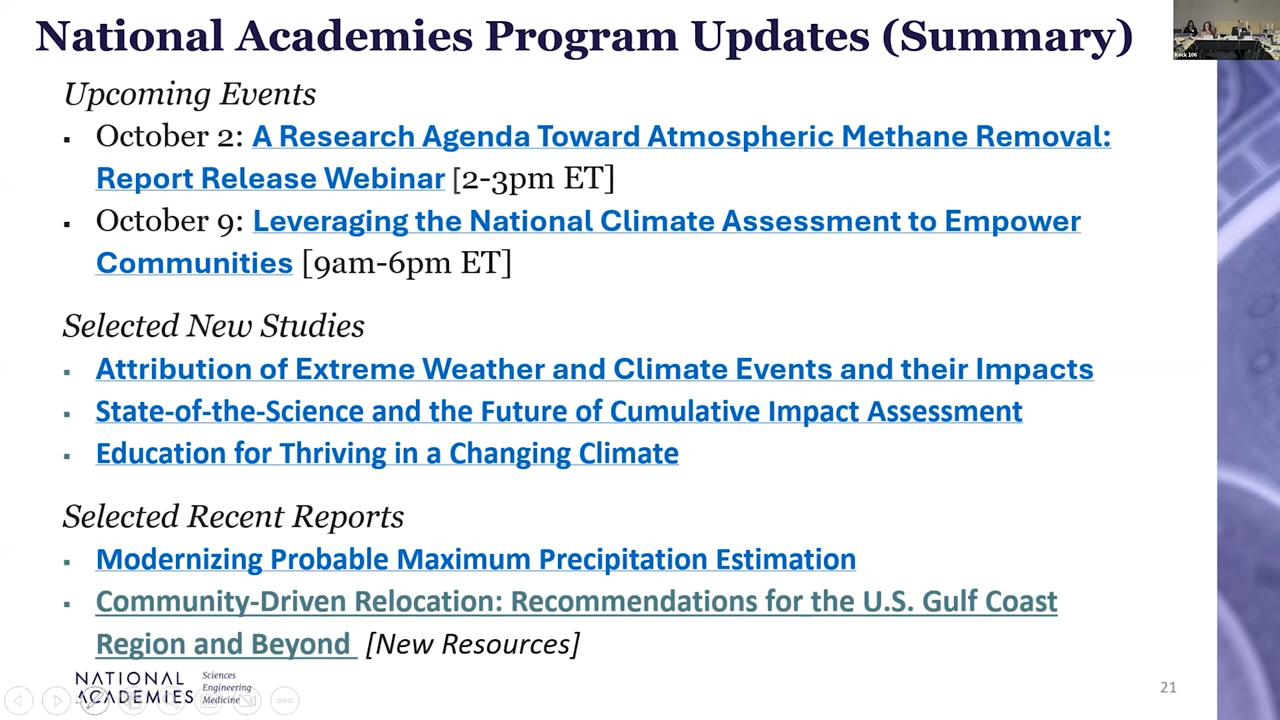 National Academies Program Updates (Summary)
Keck 106
Upcoming Events
▪ October 2: A Research Agenda Toward Atmospheric Methane Removal:
Report Release Webinar [2-3pm ET]
▪ October 9: Leveraging the National Climate Assessment to Empower
Communities [9am-6pm ET]
Selected New Studies
▪ Attribution of Extreme Weather and Climate Events and their Impacts
▪ State-of-the-Science and the Future of Cumulative Impact Assessment
▪ Education for Thriving in a Changing Climate
Selected Recent Reports
▪ Modernizing Probable Maximum Precipitation Estimation
▪ Community-Driven Relocation: Recommendations for the U.S. Gulf Coast
Region and Beyond [New Resources]
NATIONAL
ACADEMIES
Sciences
Engineering
Medicine
21